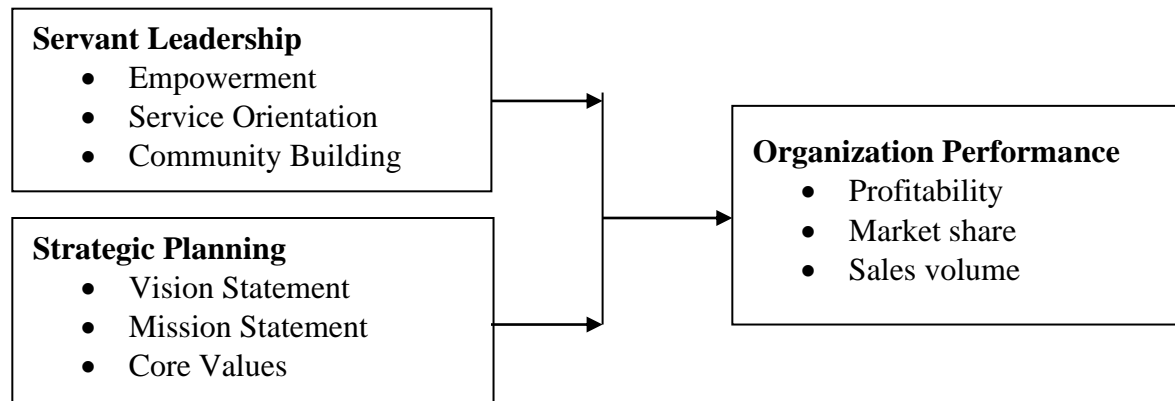 Servant Leadership
• Empowerment
• Service Orientation
• Community Building
Strategic Planning
• Vision Statement
• Mission Statement
• Core Values
Organization Performance
• Profitability
• Market share
• Sales volume